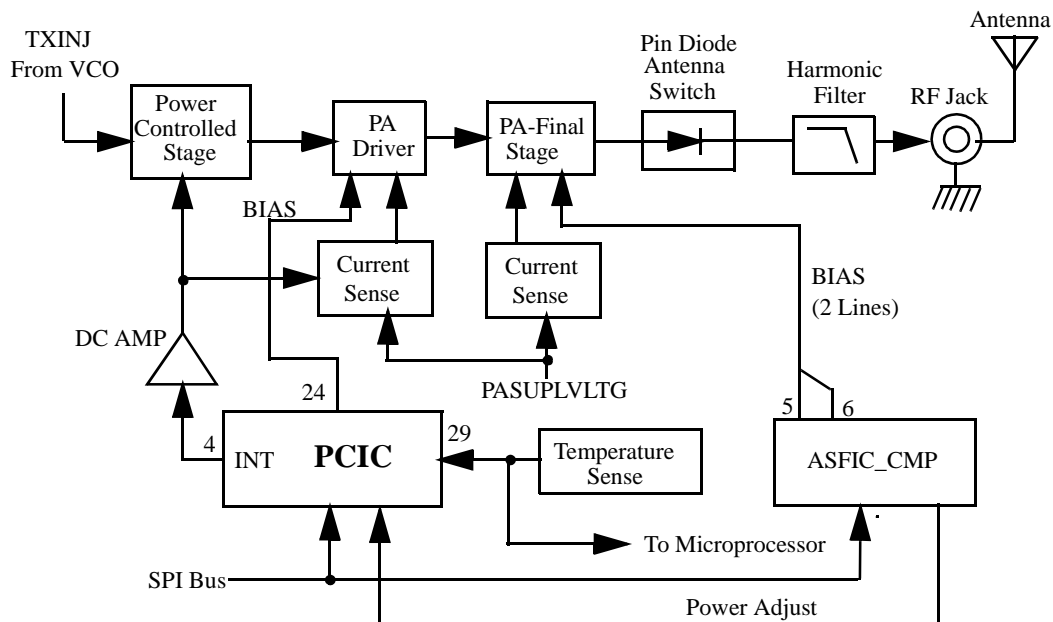 Antenna
TXINJ
From VCO
Pin Diode
Antenna
Switch
Harmonic
Filter
RF Jack
Power
Controlled
Stage
PA
Driver
PA-Final
Stage
BIAS
Current
Sense
Current
Sense
BIAS
(2 Lines)
DC AMP
24
PASUPLVLTG
5
6
4
INT
PCIC
29
Temperature
Sense
ASFIC_CMP
To Microprocessor
SPI Bus
Power Adjust